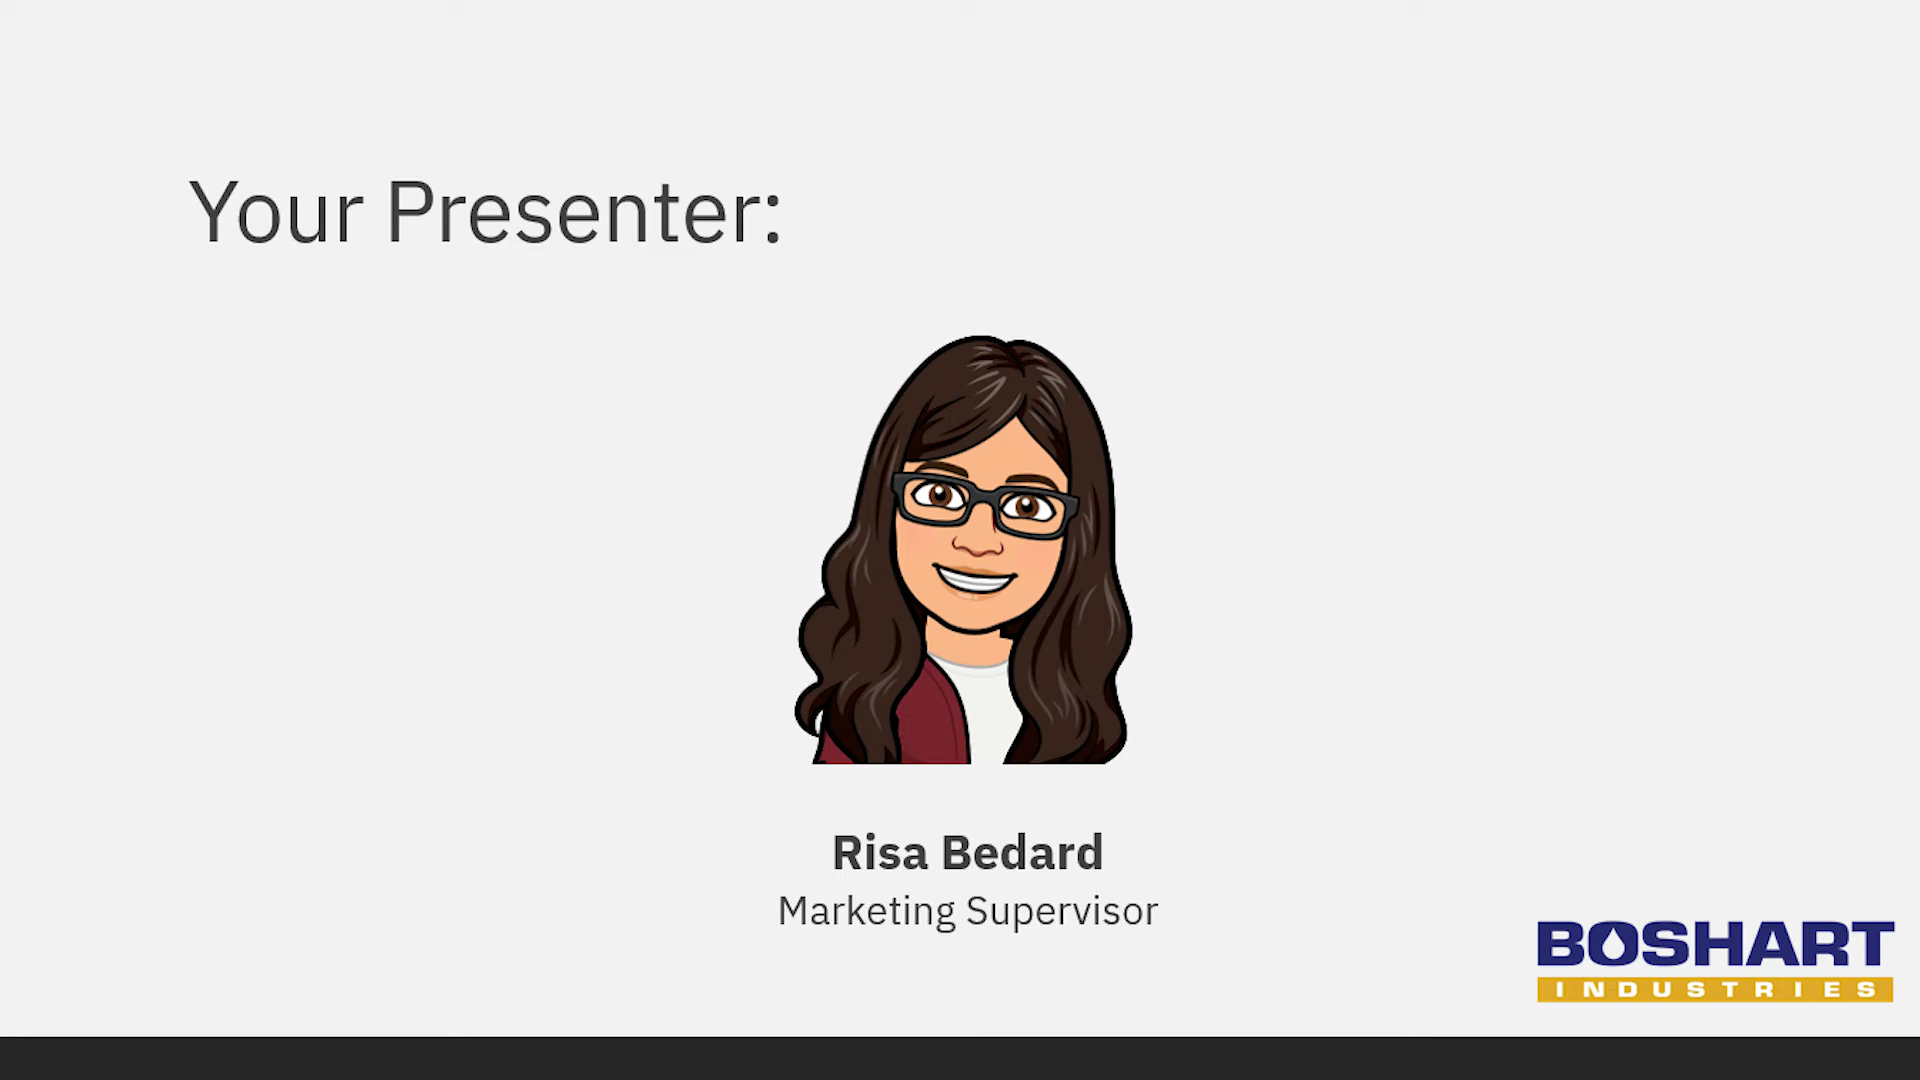 Your Presenter:
Risa Bedard
Marketing Supervisor
BOSHART
INDUSTRIES